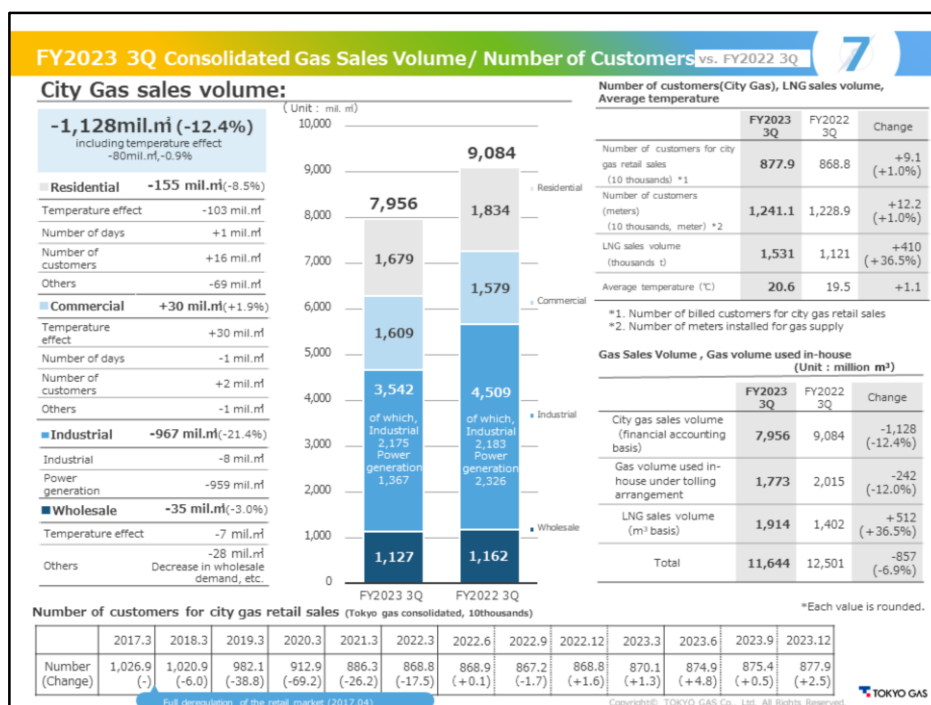 FY2023 3Q Consolidated Gas Sales Volume/ Number of Customers vs. FY2022 3Q
7
City Gas sales volume:
-1,128mil.㎥ (-12.4%)
including temperature effect
-80mil.㎥,-0.9%
Residential -155 mil.㎥(-8.5%)
Temperature effect -103 mil.㎥
Number of days +1 mil.㎥
Number of
customers +16 mil.㎥
Others -69 mil.㎥
Commercial +30 mil.㎥(+1.9%)
Temperature
effect +30 mil.㎥
Number of days -1 mil.㎥
Number of
customers +2 mil.㎥
Others -1 mil.㎥
Industrial -967 mil.㎥(-21.4%)
Industrial -8 mil.㎥
Power
generation -959 mil.㎥
Wholesale -35 mil.㎥(-3.0%)
Temperature effect -7 mil.㎥
Others -28 mil.㎥
Decrease in wholesale
demand, etc.
(Unit : mil. ㎥)
10,000
9,000
8,000
7,000
6,000
5,000
4,000
3,000
2,000
1,000
0
7,956
1,679
1,609
3,542
of which,
Industrial
2,175
Power
generation
1,367
1,127
FY2023 3Q
9,084
1,834
1,579
4,509
of which,
Industrial
2,183
Power
generation
2,326
1,162
FY2022 3Q
Residential
Commercial
Industrial
Wholesale
Number of customers(City Gas), LNG sales volume,
Average temperature
FY2023 3Q FY2022 3Q Change
Number of customers for city
gas retail sales
(10 thousands) *1 877.9 868.8 +9.1 (+1.0%)
Number of customers
(meters)
(10 thousands, meter) *2 1,241.1 1,228.9 +12.2 (+1.0%)
LNG sales volume
(thousands t) 1,531 1,121 +410 (+36.5%)
Average temperature (℃) 20.6 19.5 +1.1
*1. Number of billed customers for city gas retail sales
*2. Number of meters installed for gas supply
Gas Sales Volume , Gas volume used in-house
(Unit : million m³)
FY2023 3Q FY2022 3Q Change
City gas sales volume
(financial accounting
basis) 7,956 9,084 -1,128 (-12.4%)
Gas volume used in-
house under tolling
arrangement 1,773 2,015 -242 (-12.0%)
LNG sales volume
(m³ basis) 1,914 1,402 +512 (+36.5%)
Total 11,644 12,501 -857 (-6.9%)
*Each value is rounded.
Number of customers for city gas retail sales (Tokyo gas consolidated, 10thousands)
2017.3 2018.3 2019.3 2020.3 2021.3 2022.3 2022.6 2022.9 2022.12 2023.3 2023.6 2023.9 2023.12
Number 1,026.9 1,020.9 982.1 912.9 886.3 868.8 868.9 867.2 868.8 870.1 874.9 875.4 877.9
(Change) (-) (-6.0) (-38.8) (-69.2) (-26.2) (-17.5) (+0.1) (-1.7) (+1.6) (+1.3) (+4.8) (+0.5) (+2.5)
Full deregulation of the retail market (2017.04)
Copyright© TOKYO GAS Co., Ltd. All Rights Reserved.
TOKYO GAS